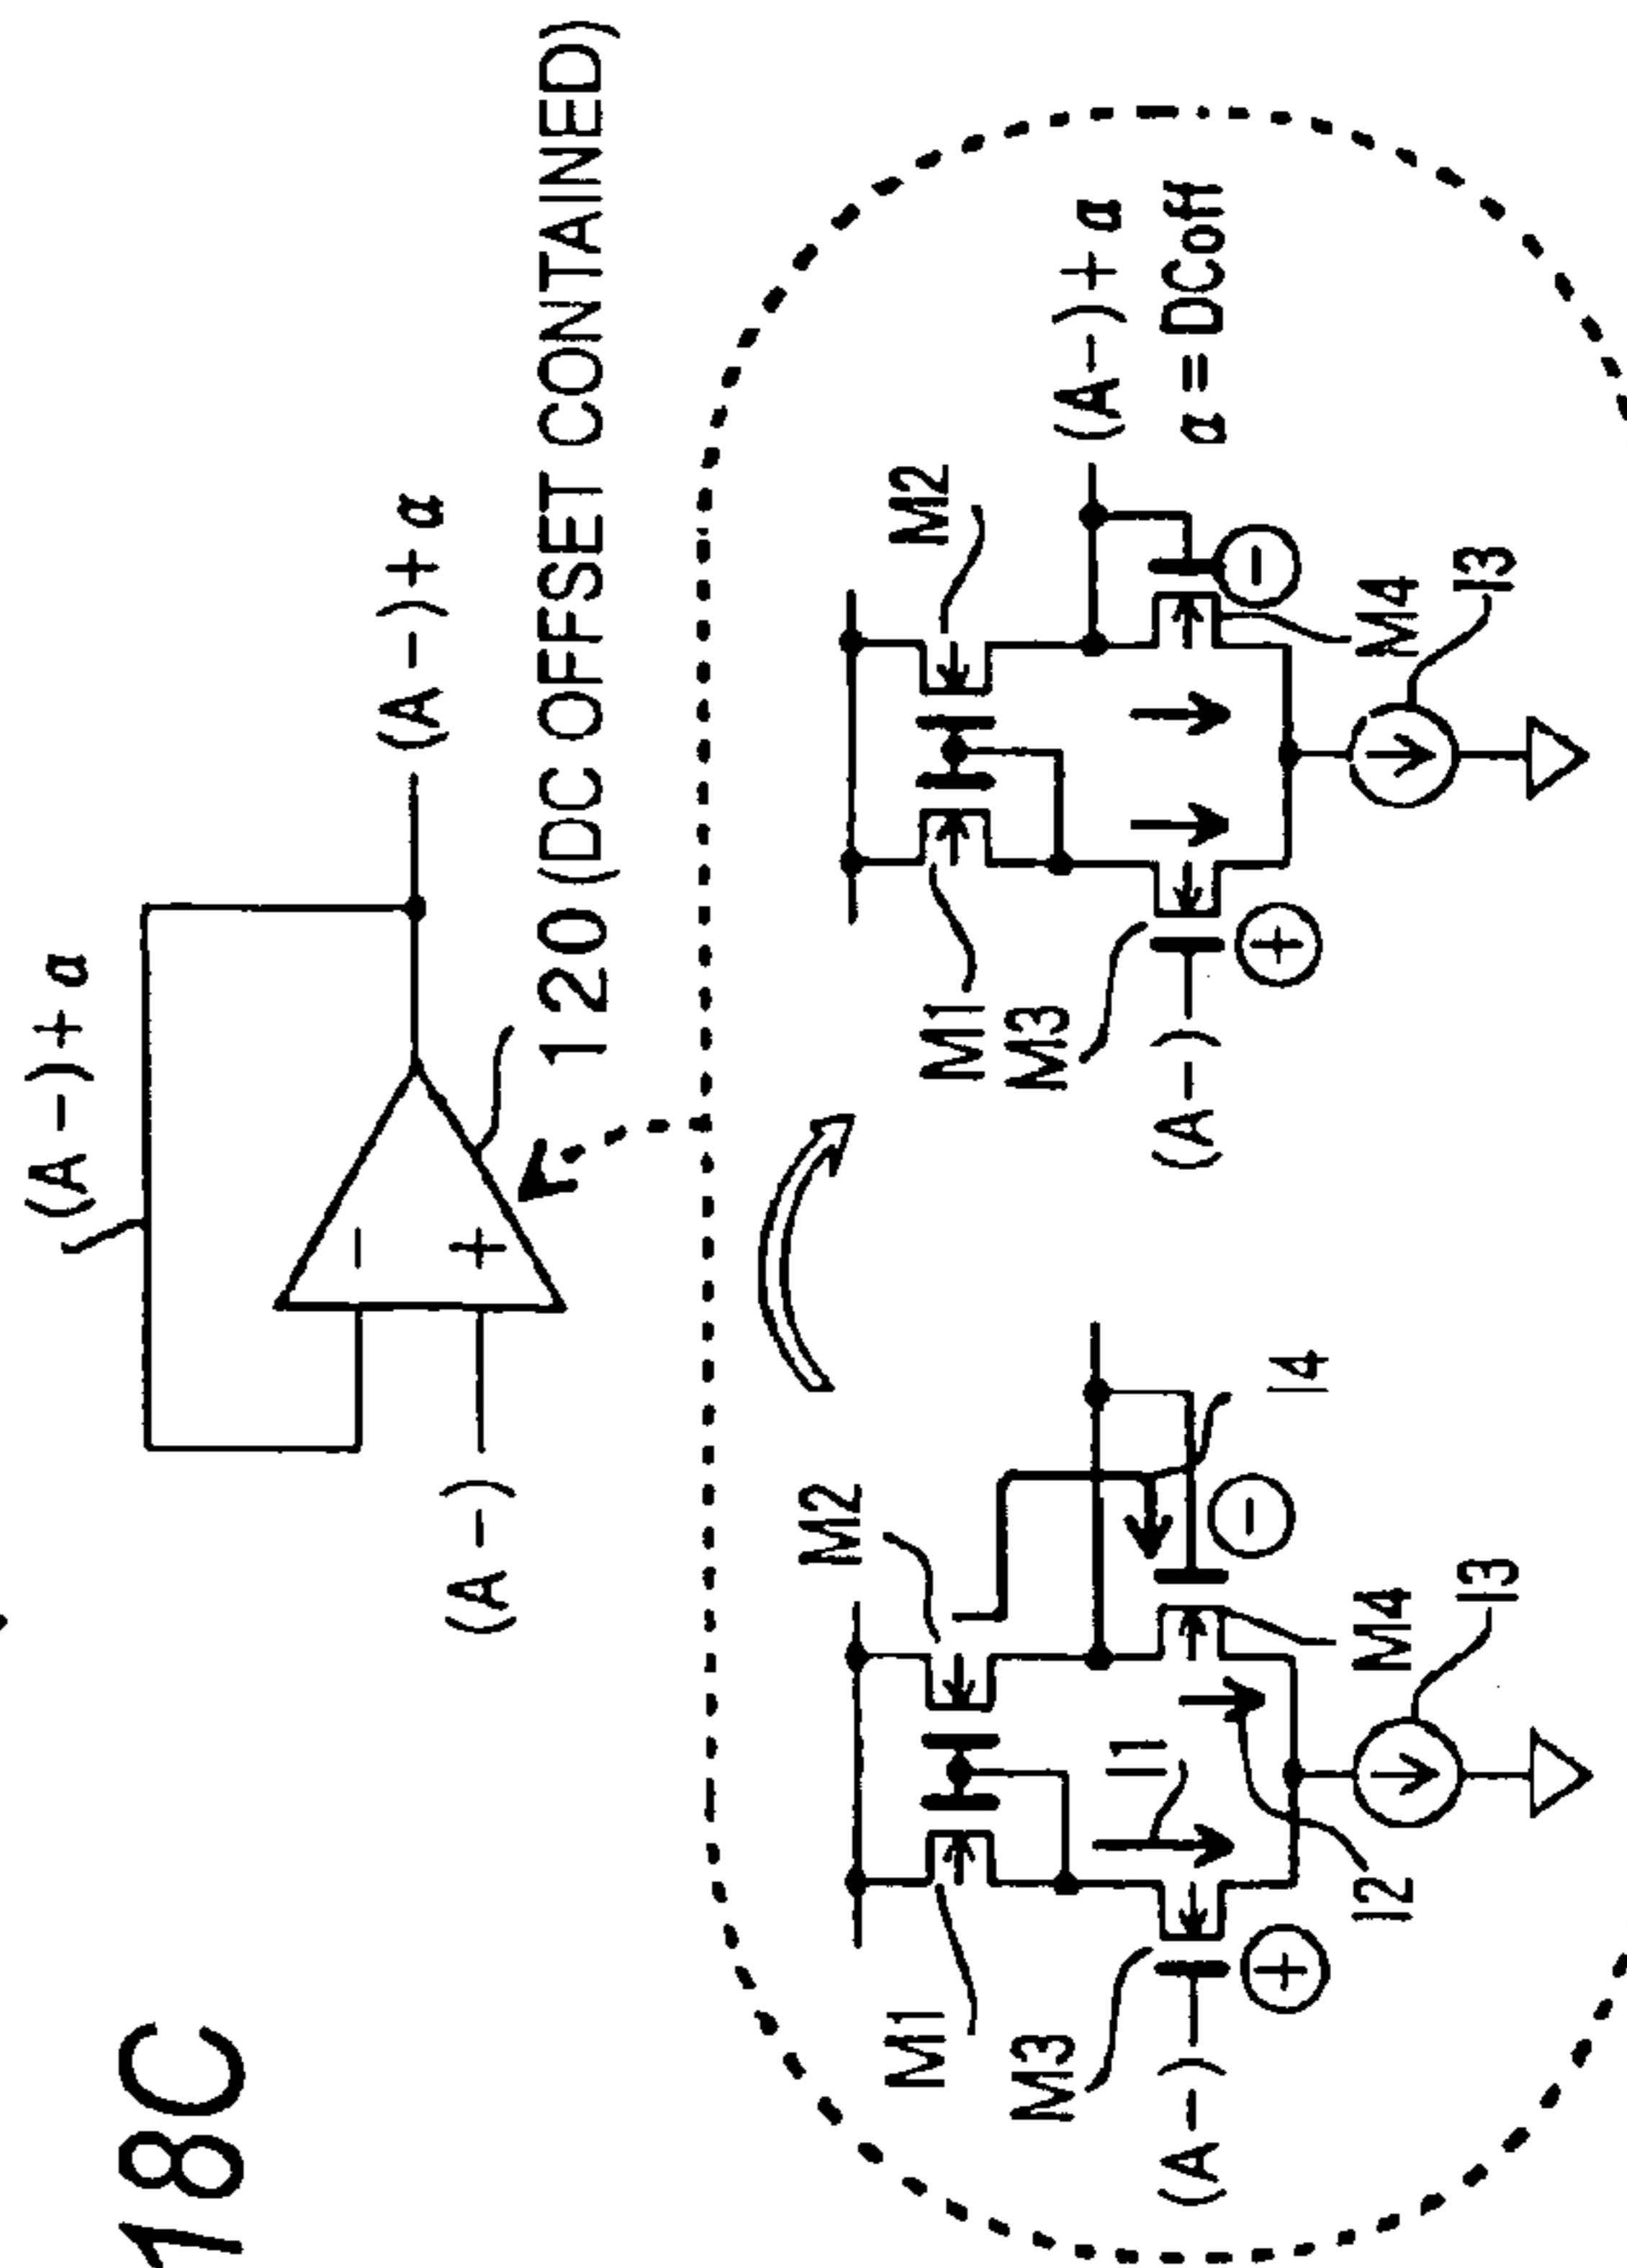 18C
(A-)+α
(A-)
(A-)+α
-
+
120 (DC OFFSET CONTAINED)
M1
M2
M3
M4
(A-)
+
-
I1
I2
I3
I4
M1
M2
M3
M4
(A-)
+
-
(A-)+α
α=DCoff
I3